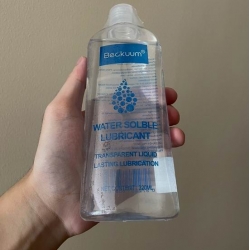 Beckuum®
WATER SOLBLE
LUBRICANT
TRANSPARENT LIQUID
LASTING LUBRICATION